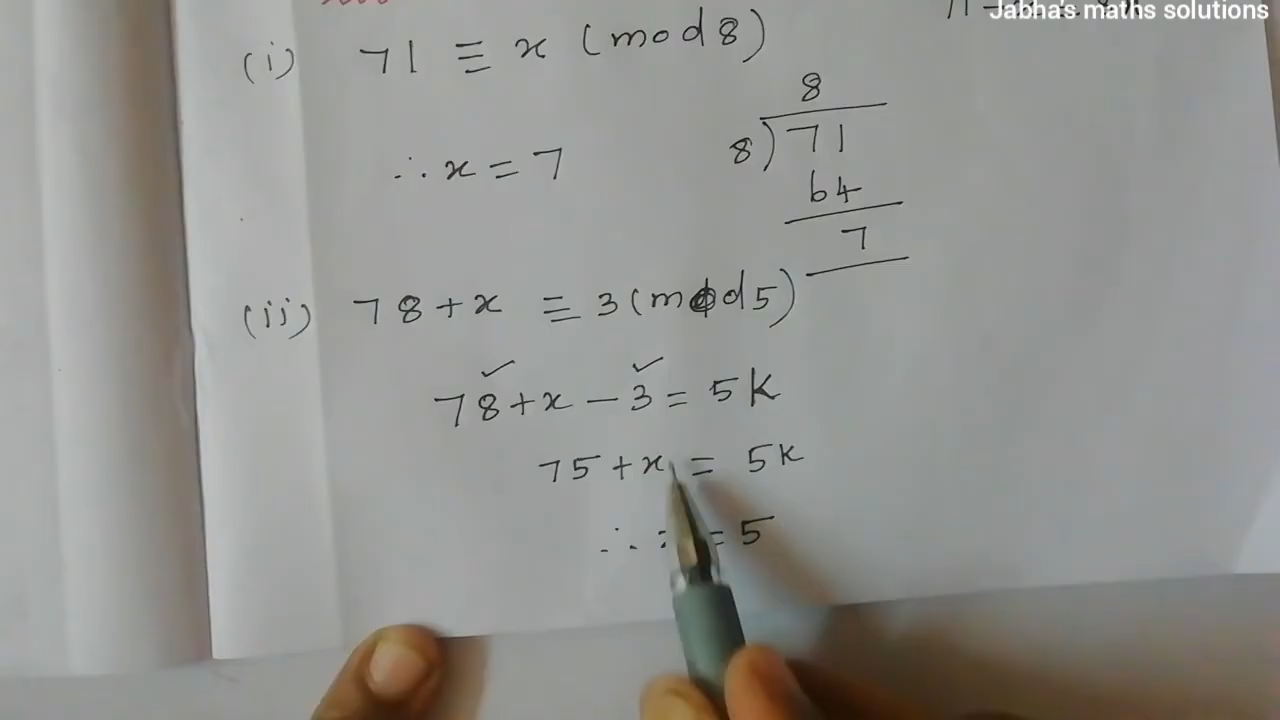 Jabha's maths solutions
(i) 71 ≡ x (mod 8)
8
8) 71
64
7
∴ x = 7
(ii) 78 + x ≡ 3 (mod 5)
78 + x - 3 = 5K
75 + x = 5K
∴ = 5